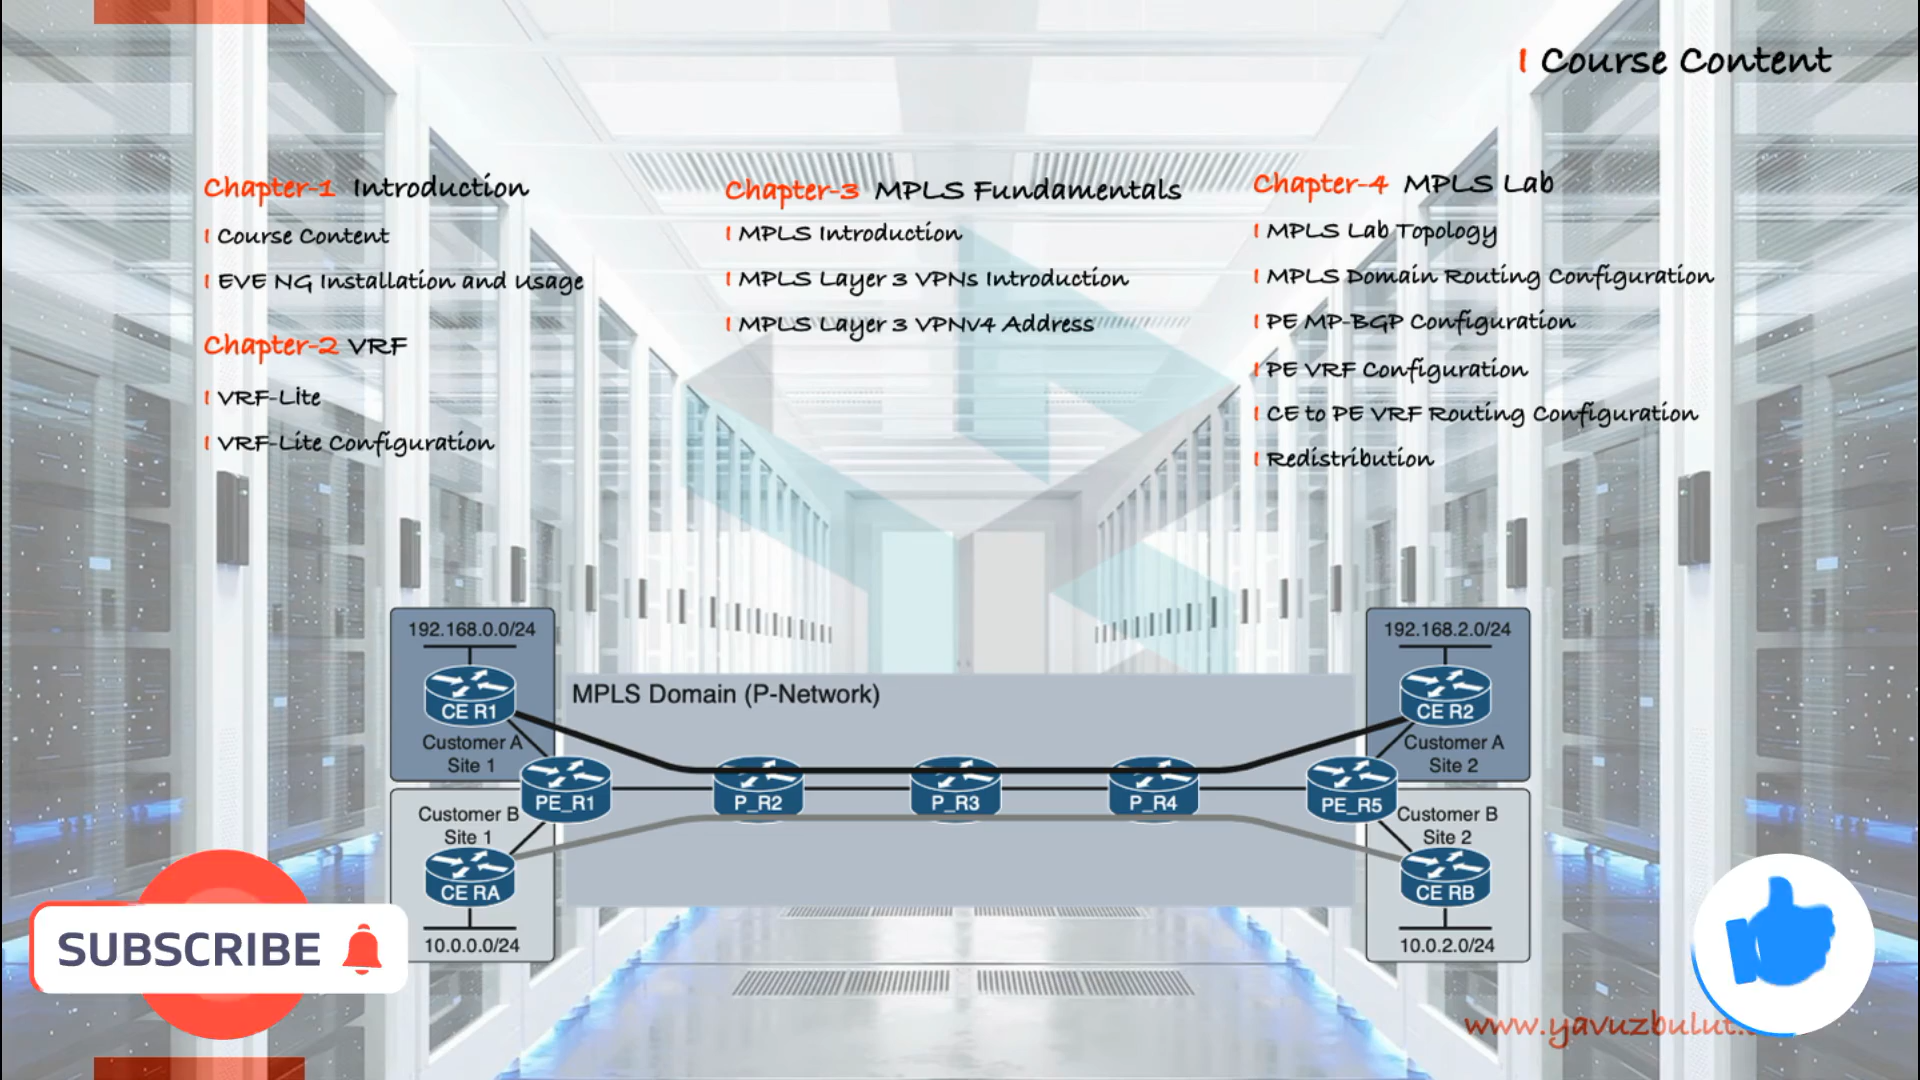 | Course Content
Chapter-1 Introduction
| Course Content
| EVE NG Installation and Usage
Chapter-2 VRF
| VRF-Lite
| VRF-Lite Configuration
Chapter-3 MPLS Fundamentals
| MPLS Introduction
| MPLS Layer 3 VPNs Introduction
| MPLS Layer 3 VPNv4 Address
Chapter-4 MPLS Lab
| MPLS Lab Topology
| MPLS Domain Routing Configuration
| PE MP-BGP Configuration
| PE VRF Configuration
| CE to PE VRF Routing Configuration
| Redistribution
192.168.0.0/24
CE R1
Customer A
Site 1
Customer B
Site 1
CE RA
10.0.0.0/24
MPLS Domain (P-Network)
PE_R1
P_R2
P_R3
P_R4
PE_R5
192.168.2.0/24
CE R2
Customer A
Site 2
Customer B
Site 2
CE RB
10.0.2.0/24
SUBSCRIBE
www.yavuzbulut.